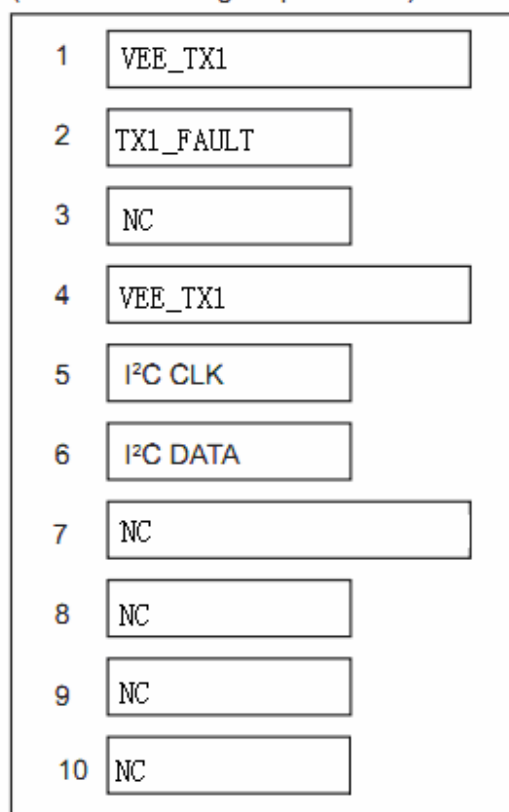 1 VEE_TX1
2 TX1_FAULT
3 NC
4 VEE_TX1
5 I²C CLK
6 I²C DATA
7 NC
8 NC
9 NC
10 NC